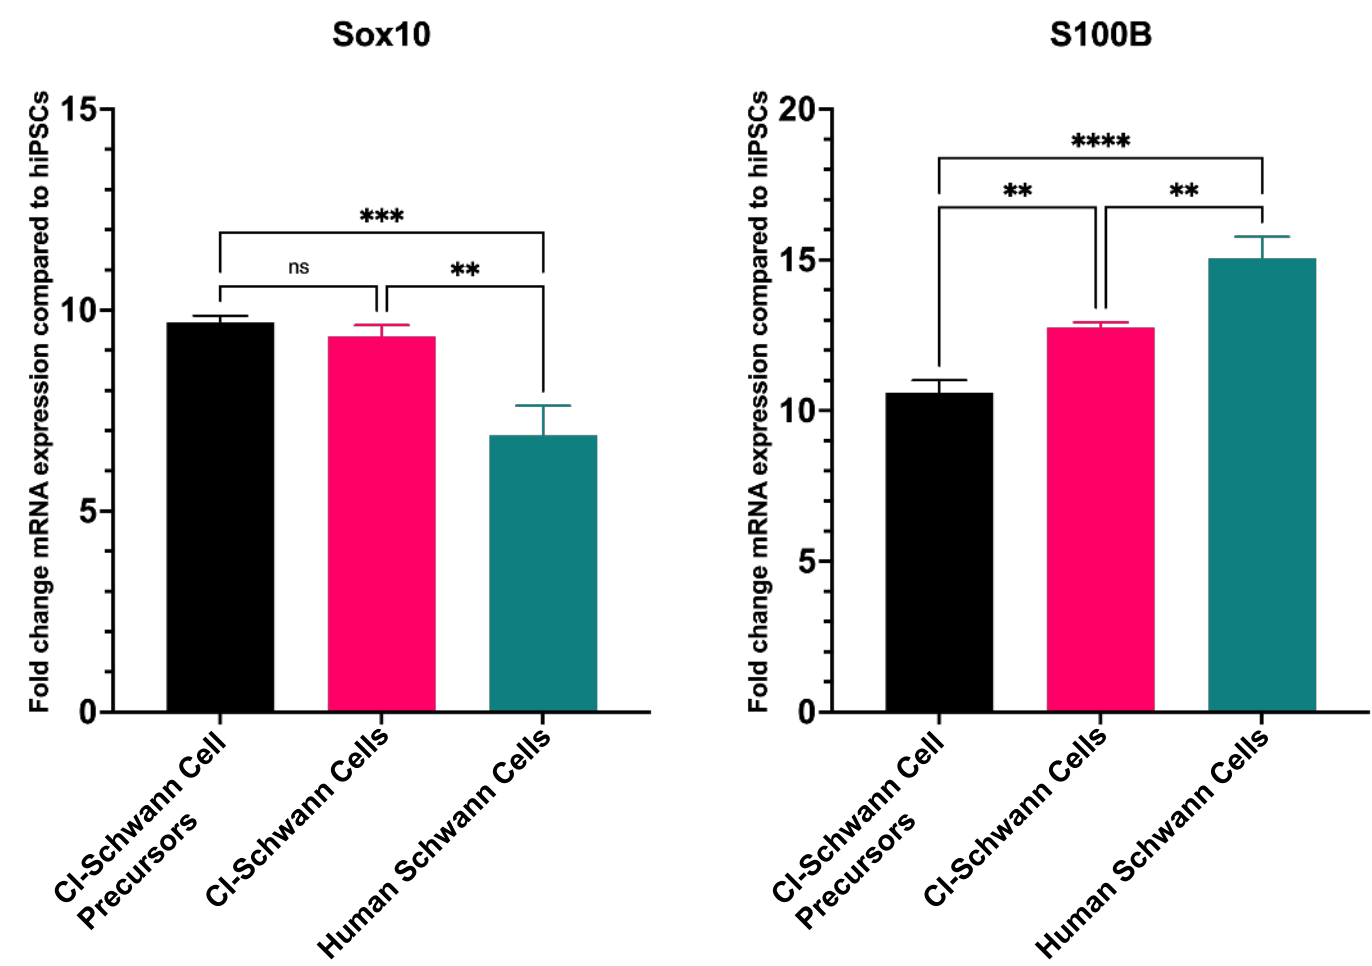 Sox10
Fold change mRNA expression compared to hiPSCs
15
10
5
0
***
ns
**
CI-Schwann Cell
Precursors
CI-Schwann Cells
Human Schwann Cells
S100B
Fold change mRNA expression compared to hiPSCs
20
15
10
5
0
****
**
**
CI-Schwann Cell
Precursors
CI-Schwann Cells
Human Schwann Cells